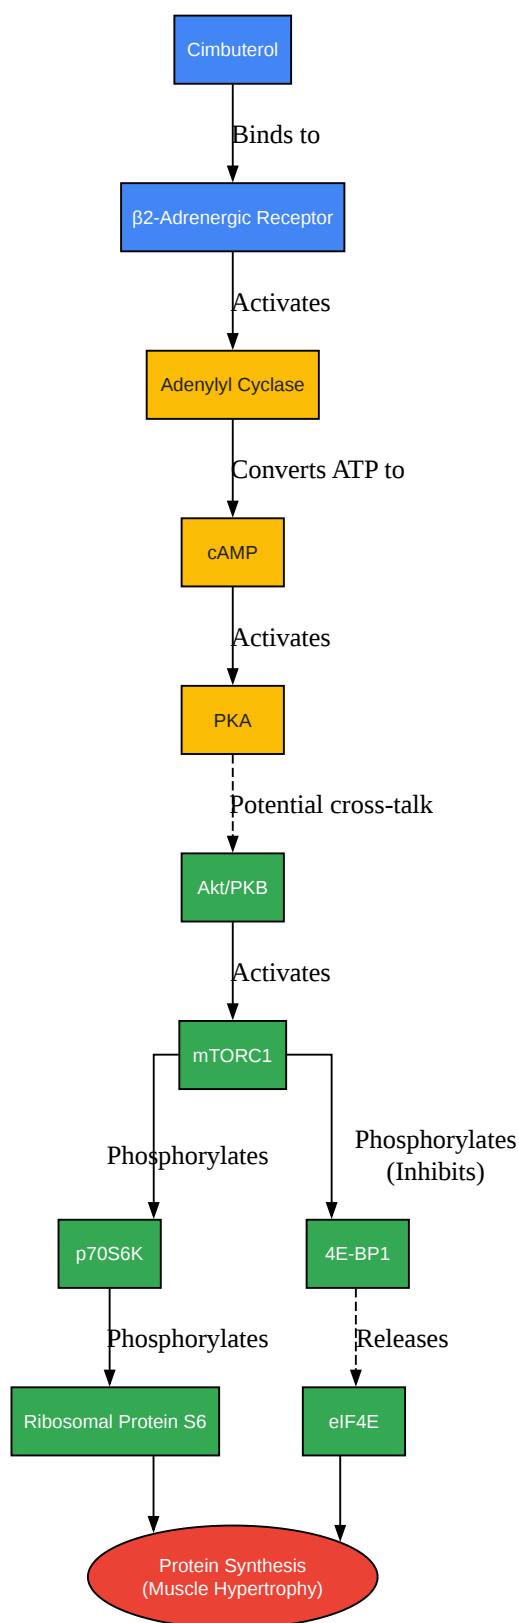 Cimbuterol
Binds to
β2-Adrenergic Receptor
Activates
Adenylyl Cyclase
Converts ATP to
cAMP
Activates
PKA
Potential cross-talk
Akt/PKB
Activates
mTORC1
Phosphorylates
Phosphorylates
(Inhibits)
p70S6K
4E-BP1
Phosphorylates
Releases
Ribosomal Protein S6
eIF4E
Protein Synthesis
(Muscle Hypertrophy)